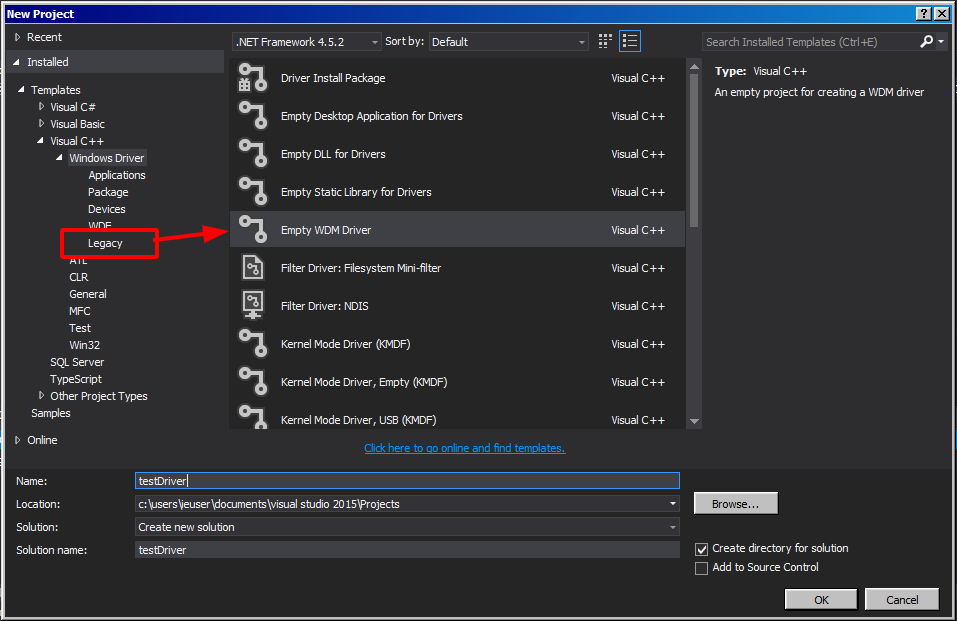 New Project
Recent
Installed
Templates
Visual C#
Visual Basic
Visual C++
Windows Driver
Applications
Package
Devices
WDF
Legacy
ATL
CLR
General
MFC
Test
Win32
SQL Server
TypeScript
Other Project Types
Samples
Online
.NET Framework 4.5.2
Sort by: Default
Search Installed Templates (Ctrl+E)
Driver Install Package Visual C++
Empty Desktop Application for Drivers Visual C++
Empty DLL for Drivers Visual C++
Empty Static Library for Drivers Visual C++
Empty WDM Driver Visual C++
Filter Driver: Filesystem Mini-filter Visual C++
Filter Driver: NDIS Visual C++
Kernel Mode Driver (KMDF) Visual C++
Kernel Mode Driver, Empty (KMDF) Visual C++
Kernel Mode Driver, USB (KMDF) Visual C++
Click here to go online and find templates.
Type: Visual C++
An empty project for creating a WDM driver
Name: testDriver
Location: c:\users\ieuser\documents\visual studio 2015\Projects
Browse...
Solution: Create new solution
Solution name: testDriver
Create directory for solution
Add to Source Control
OK Cancel